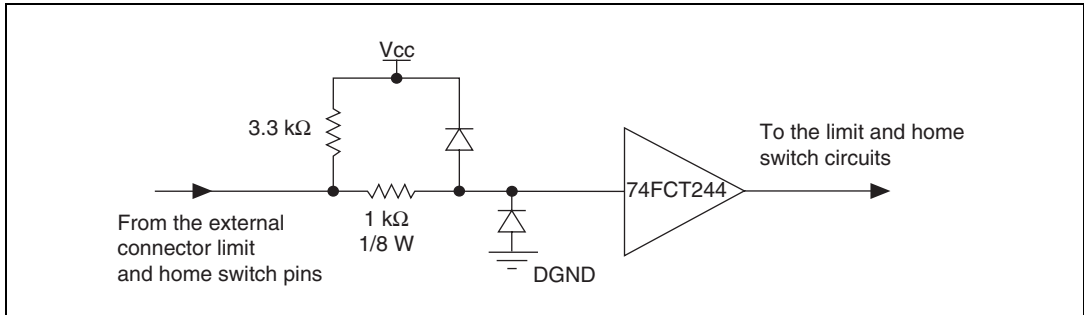 Vcc
3.3 kΩ
To the limit and home
switch circuits
74FCT244
From the external
connector limit
and home switch pins
1 kΩ
1/8 W
DGND